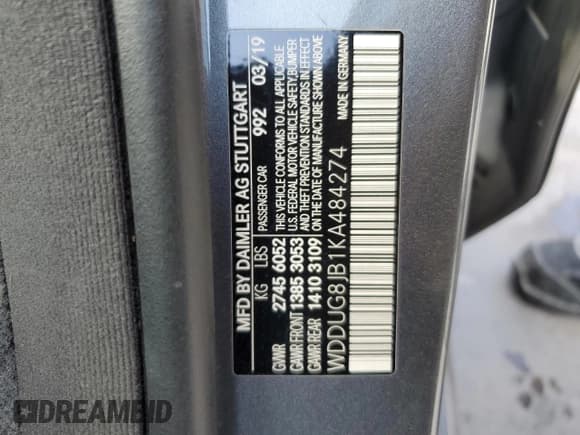 MFD BY DAIMLER AG STUTTGART
PASSENGER CAR 992 03/19
KG LBS
GVWR 2745 6052
GAWR FRONT 1385 3053
GAWR REAR 1410 3109
THIS VEHICLE CONFORMS TO ALL APPLICABLE
U.S. FEDERAL MOTOR VEHICLE SAFETY, BUMPER
AND THEFT PREVENTION STANDARDS IN EFFECT
ON THE DATE OF MANUFACTURE SHOWN ABOVE
WDDUG8JB1KA484274
MADE IN GERMANY
DREAMBID